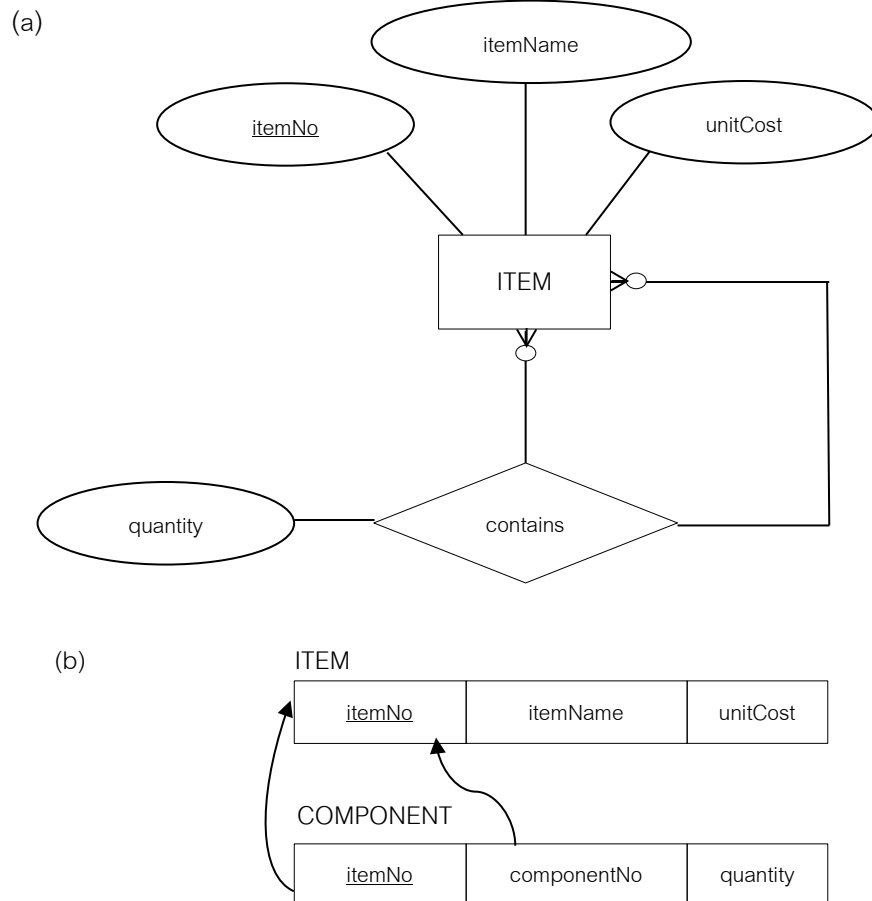 (a)
itemName
itemNo
unitCost
ITEM
quantity
contains
(b)
ITEM
itemNo itemName unitCost
COMPONENT
itemNo componentNo quantity